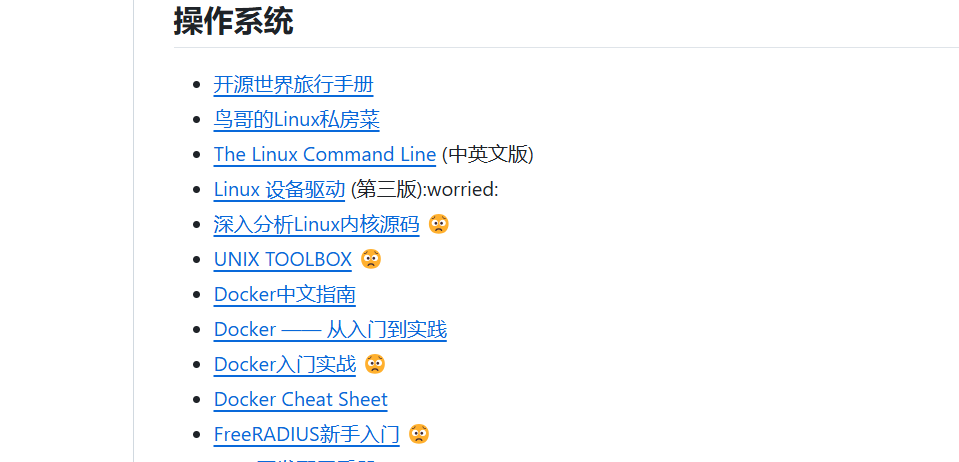 操作系统
开源世界旅行手册
鸟哥的Linux私房菜
The Linux Command Line (中英文版)
Linux 设备驱动 (第三版):worried:
深入分析Linux内核源码 😟
UNIX TOOLBOX 😟
Docker中文指南
Docker —— 从入门到实践
Docker入门实战 😟
Docker Cheat Sheet
FreeRADIUS新手入门 😟